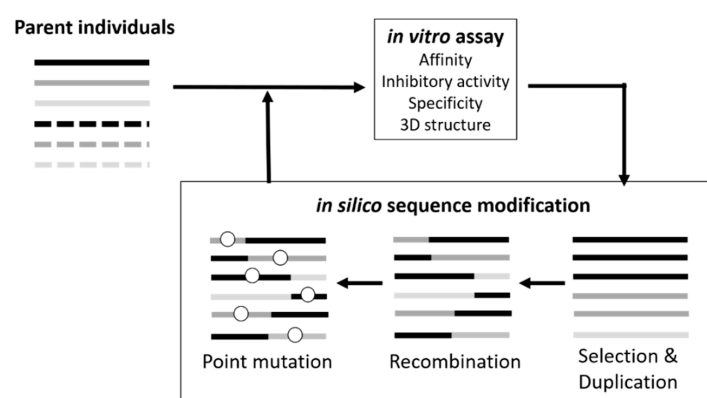 Parent individuals
in vitro assay
Affinity
Inhibitory activity
Specificity
3D structure
in silico sequence modification
Point mutation
Recombination
Selection &
Duplication